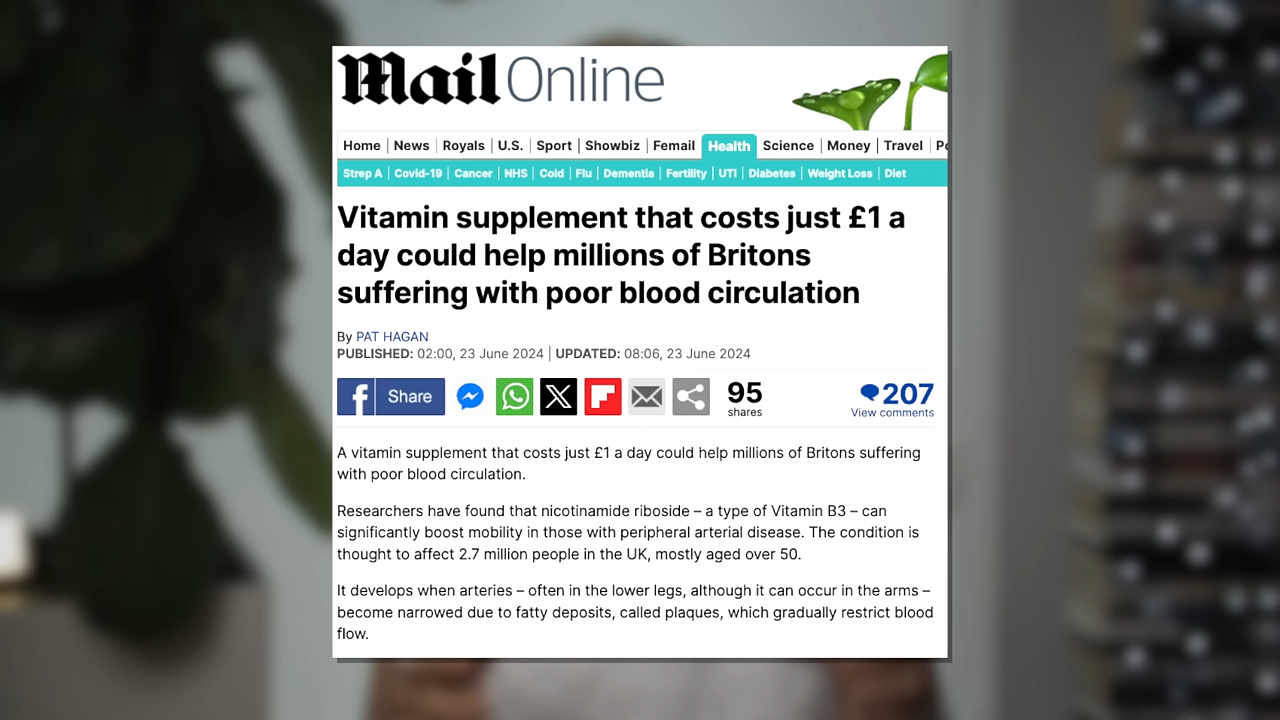 Mail Online
Home | News | Royals | U.S. | Sport | Showbiz | Femail | Health | Science | Money | Travel |
Strep A | Covid-19 | Cancer | NHS | Cold | Flu | Dementia | Fertility | UTI | Diabetes | Weight Loss | Diet
Vitamin supplement that costs just £1 a
day could help millions of Britons
suffering with poor blood circulation
By PAT HAGAN
PUBLISHED: 02:00, 23 June 2024 | UPDATED: 08:06, 23 June 2024
Share
95
shares
207
View comments
A vitamin supplement that costs just £1 a day could help millions of Britons suffering
with poor blood circulation.
Researchers have found that nicotinamide riboside – a type of Vitamin B3 – can
significantly boost mobility in those with peripheral arterial disease. The condition is
thought to affect 2.7 million people in the UK, mostly aged over 50.
It develops when arteries – often in the lower legs, although it can occur in the arms –
become narrowed due to fatty deposits, called plaques, which gradually restrict blood
flow.